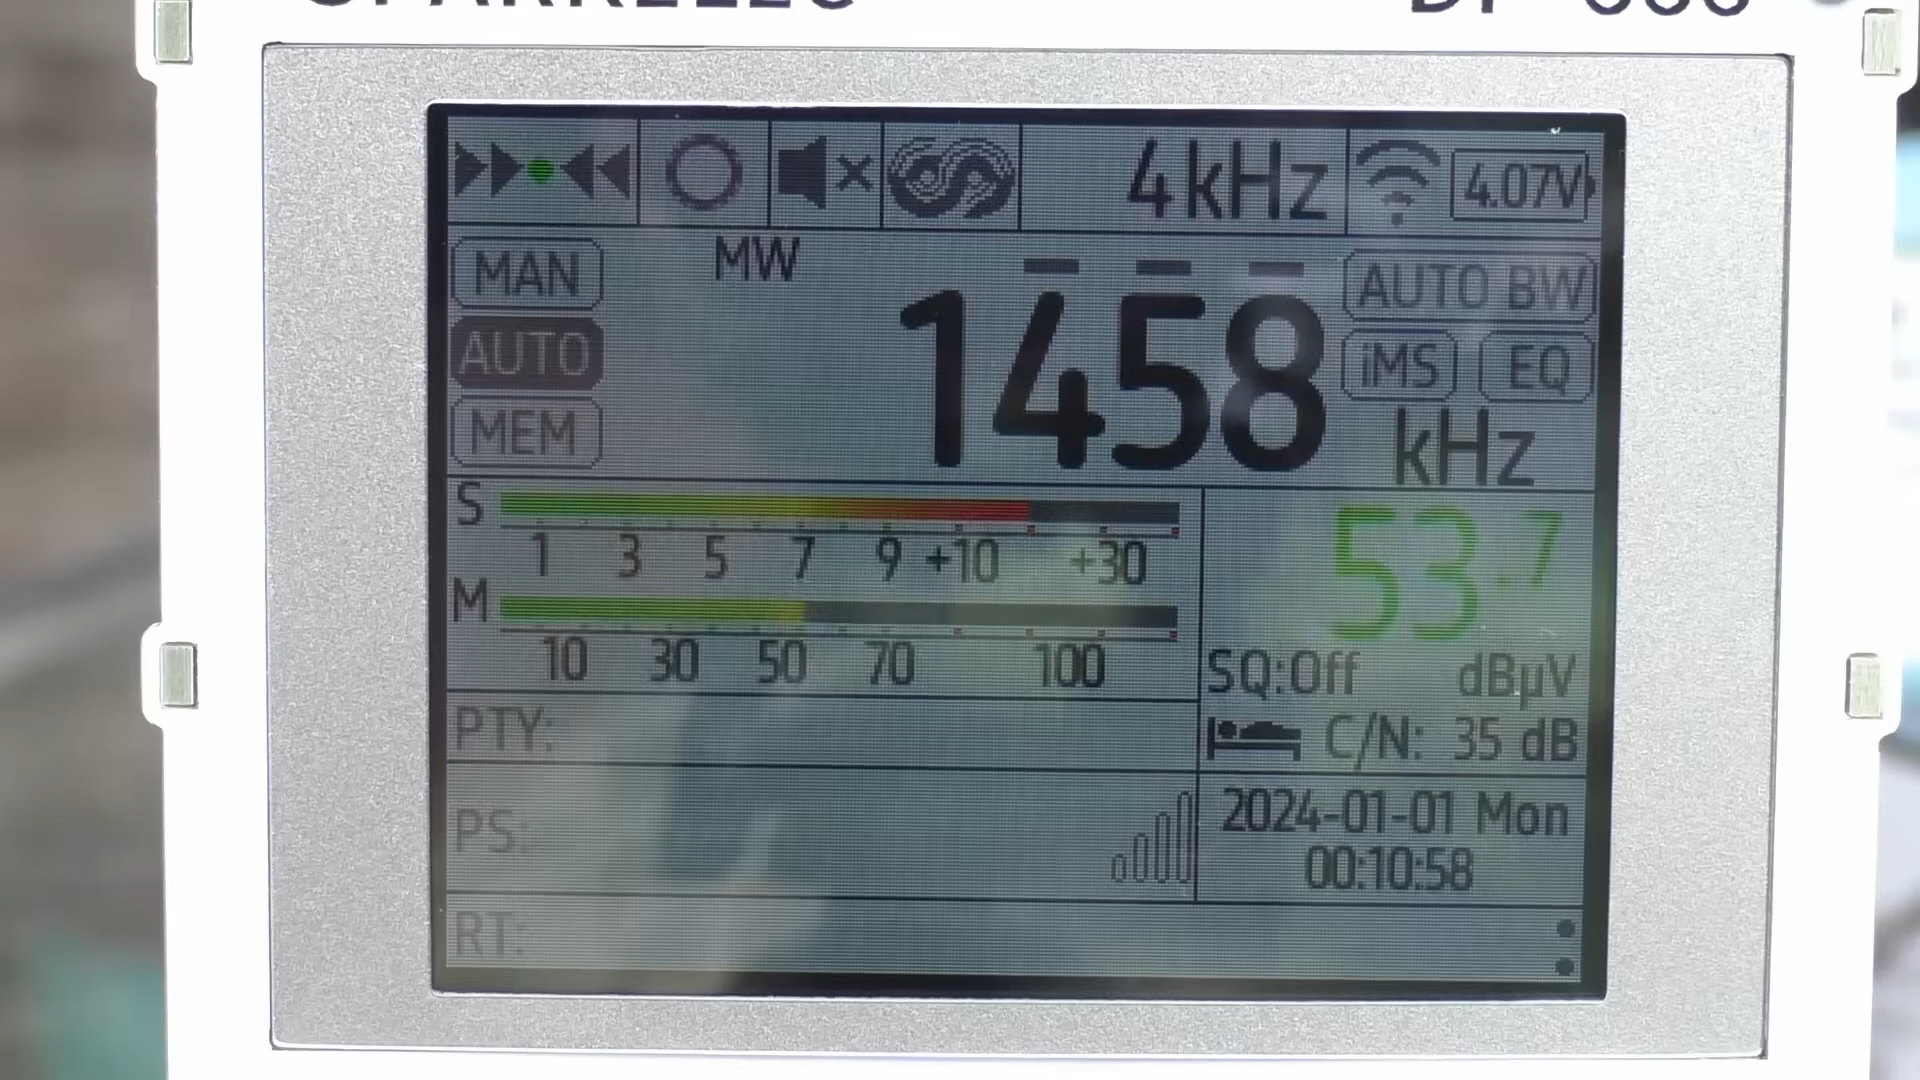 4kHz 4.07V
MAN MW AUTO BW
AUTO 1458 iMS EQ
MEM kHz
S
1 3 5 7 9 +10 +30
53.7
M
10 30 50 70 100
SQ:Off dBµV
PTY: C/N: 35 dB
PS: 2024-01-01 Mon
00:10:58
RT: